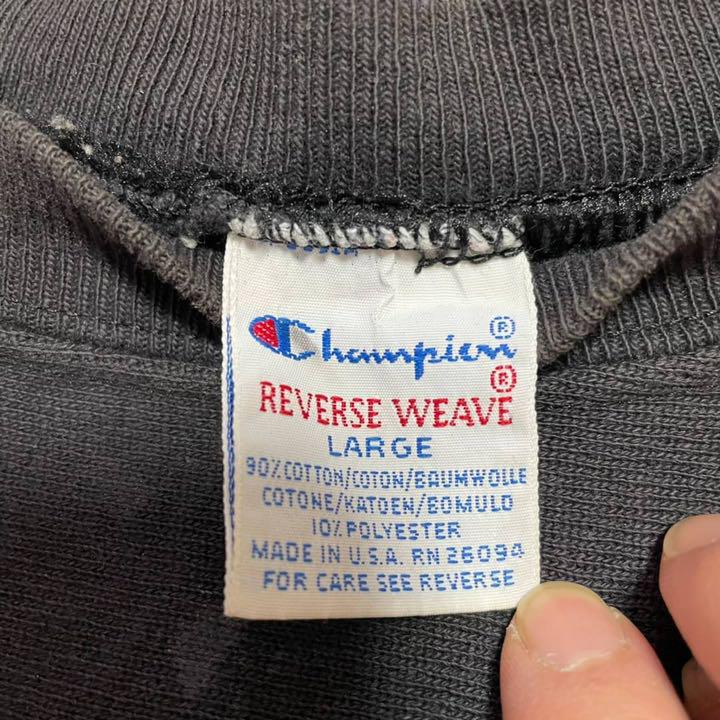 Champion®
REVERSE WEAVE®
LARGE
90% COTTON/COTON/BAUMWOLLE
COTONE/KATOEN/BOMULD
10% POLYESTER
MADE IN U.S.A. RN 26094
FOR CARE SEE REVERSE